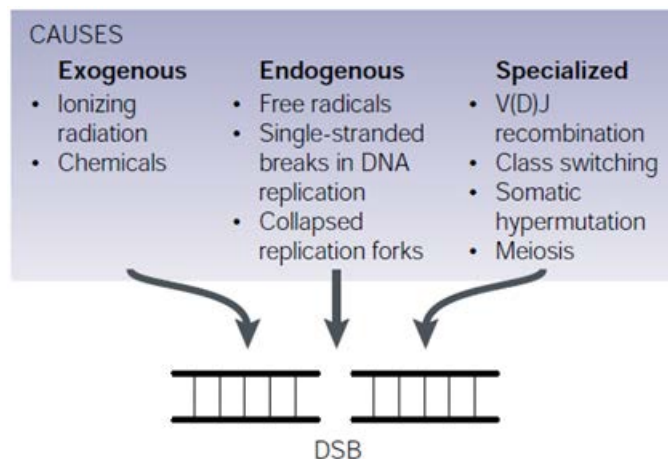 CAUSES
Exogenous
• Ionizing
radiation
• Chemicals
Endogenous
• Free radicals
• Single-stranded
breaks in DNA
replication
• Collapsed
replication forks
Specialized
• V(D)J
recombination
• Class switching
• Somatic
hypermutation
• Meiosis
DSB